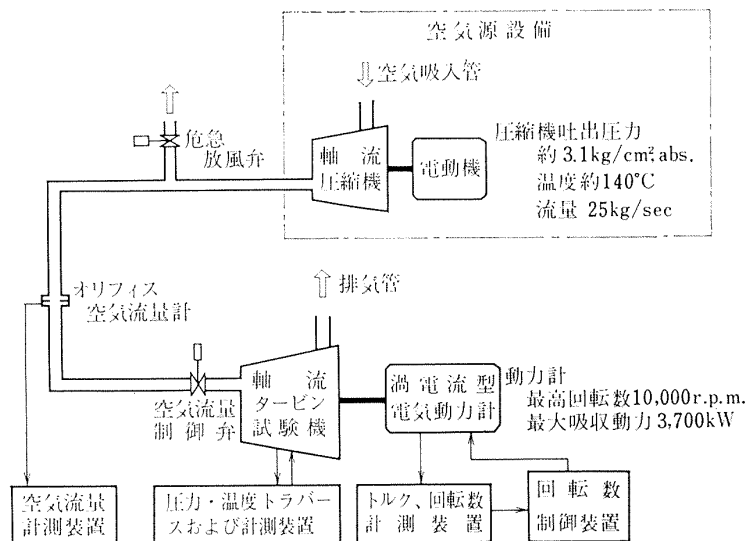 空気源設備
空気吸入管
危急
放風弁
軸流
圧縮機
電動機
圧縮機吐出圧力
約3.1kg/cm².abs.
温度約140℃
流量 25kg/sec
オリフィス
空気流量計
排気管
空気流量
制御弁
軸流
タービン
試験機
渦電流型
電気動力計
動力計
最高回転数10,000r.p.m.
最大吸収動力3,700kW
空気流量
計測装置
圧力・温度トラバー
スおよび計測装置
トルク、回転数
計測装置
回転数
制御装置